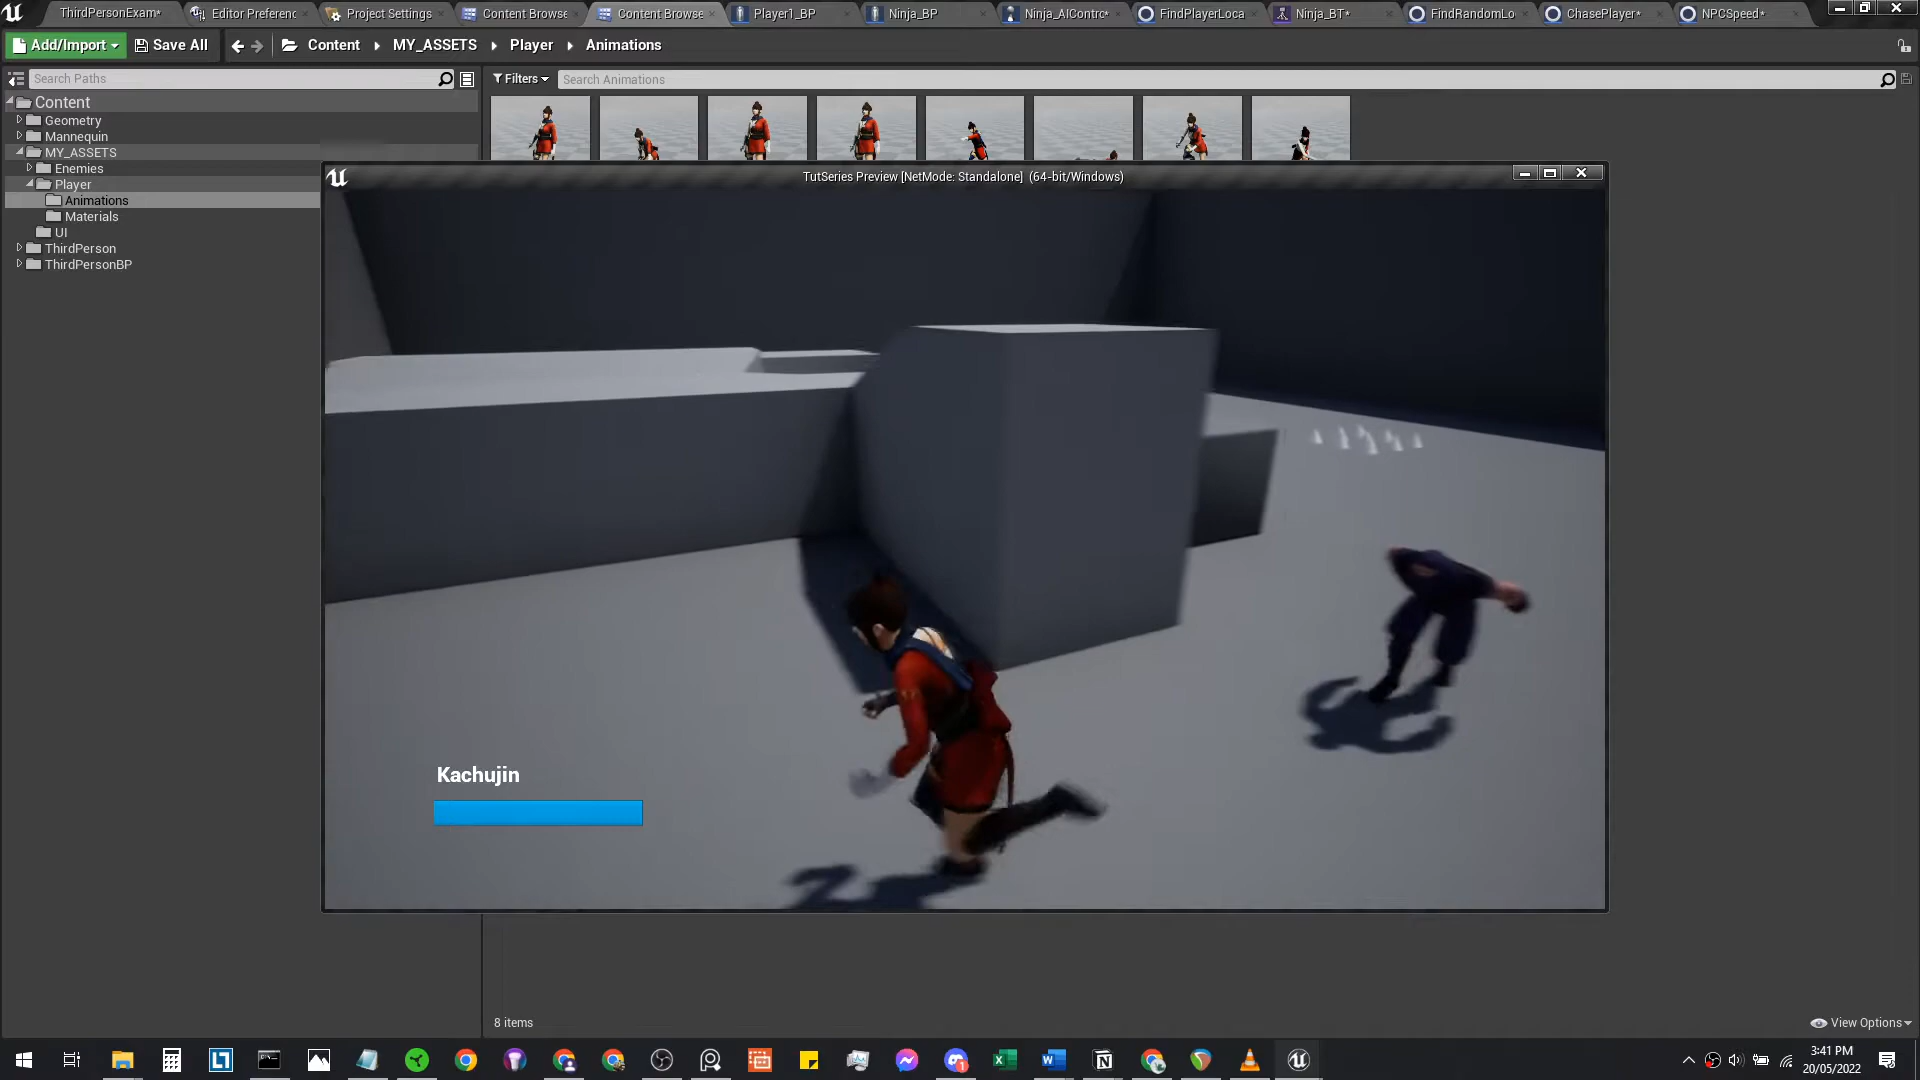 ThirdPersonExam*
Editor Preferenc
Project Settings
Content Browse
Content Browse
Player1_BP
Ninja_BP
Ninja_AIContrc*
FindPlayerLoca
Ninja_BT*
FindRandomLo
ChasePlayer*
NPCSpeed*
Add/Import
Save All
Content
MY_ASSETS
Player
Animations
Search Paths
Filters
Search Animations
Content
Geometry
Mannequin
MY_ASSETS
Enemies
Player
Animations
Materials
UI
ThirdPerson
ThirdPersonBP
TutSeries Preview [NetMode: Standalone] (64-bit/Windows)
Kachujin
8 items
View Options
3:41 PM
20/05/2022